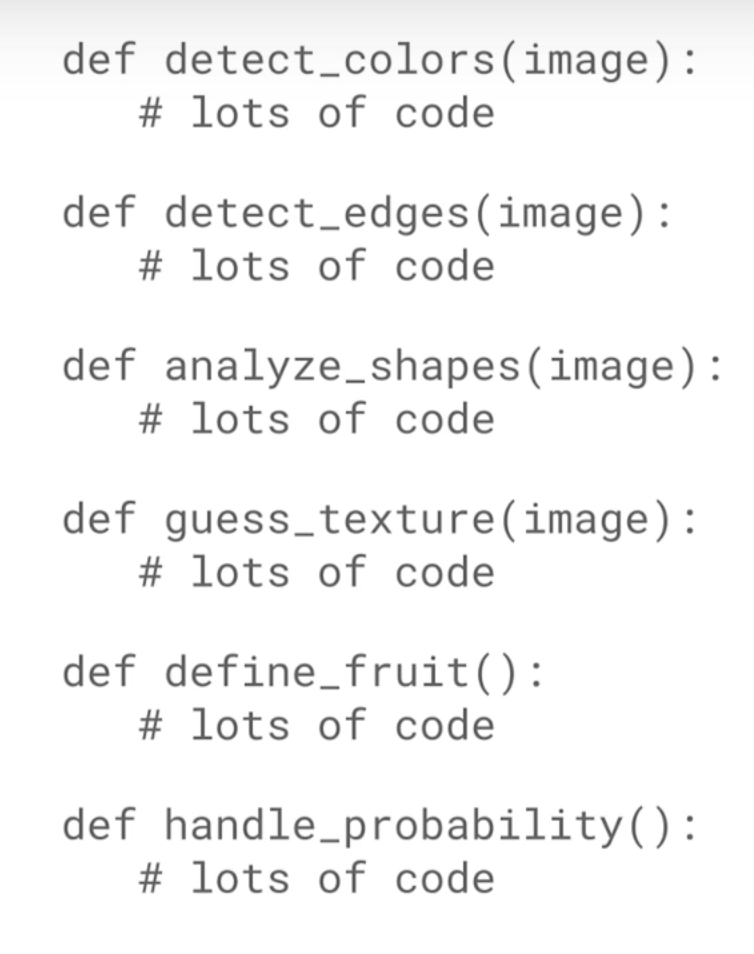 def detect_colors(image):
# lots of code
def detect_edges(image):
# lots of code
def analyze_shapes(image):
# lots of code
def guess_texture(image):
# lots of code
def define_fruit():
# lots of code
def handle_probability():
# lots of code